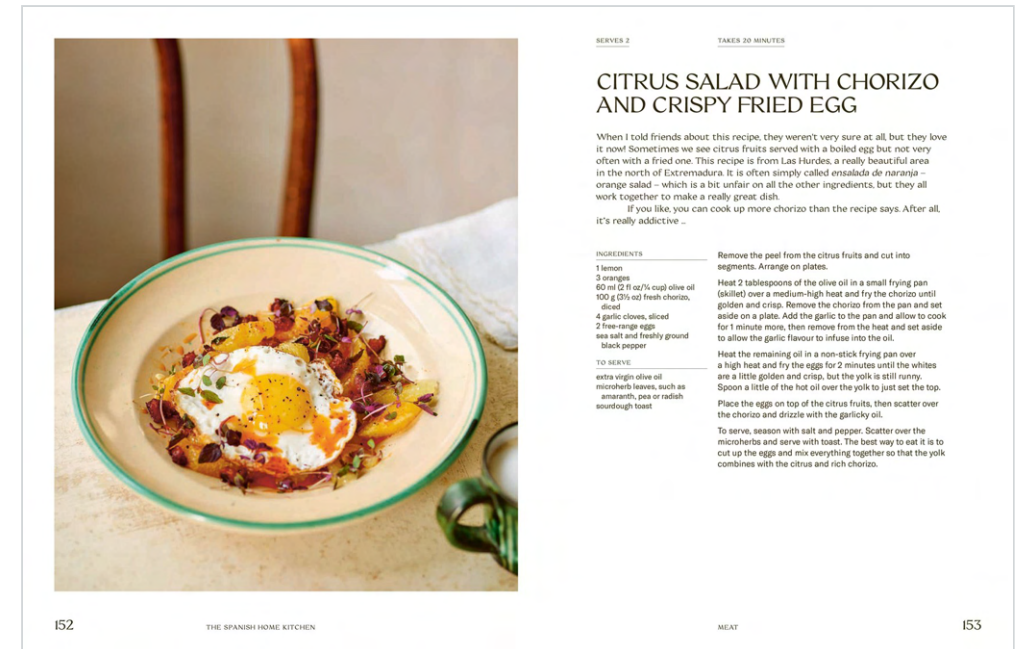 SERVES 2
TAKES 20 MINUTES
CITRUS SALAD WITH CHORIZO
AND CRISPY FRIED EGG
When I told friends about this recipe, they weren't very sure at all, but they love
it now! Sometimes we see citrus fruits served with a boiled egg but not very
often with a fried one. This recipe is from Las Hurdes, a really beautiful area
in the north of Extremadura. It is often simply called ensalada de naranja –
orange salad – which is a bit unfair on all the other ingredients, but they all
work together to make a really great dish.
If you like, you can cook up more chorizo than the recipe says. After all,
it's really addictive ...
INGREDIENTS
1 lemon
3 oranges
60 ml (2 fl oz/¼ cup) olive oil
100 g (3½ oz) fresh chorizo,
diced
4 garlic cloves, sliced
2 free-range eggs
sea salt and freshly ground
black pepper
TO SERVE
extra virgin olive oil
microherb leaves, such as
amaranth, pea or radish
sourdough toast
Remove the peel from the citrus fruits and cut into
segments. Arrange on plates.
Heat 2 tablespoons of the olive oil in a small frying pan
(skillet) over a medium-high heat and fry the chorizo until
golden and crisp. Remove the chorizo from the pan and set
aside on a plate. Add the garlic to the pan and allow to cook
for 1 minute more, then remove from the heat and set aside
to allow the garlic flavour to infuse into the oil.
Heat the remaining oil in a non-stick frying pan over
a high heat and fry the eggs for 2 minutes until the whites
are a little golden and crisp, but the yolk is still runny.
Spoon a little of the hot oil over the yolk to just set the top.
Place the eggs on top of the citrus fruits, then scatter over
the chorizo and drizzle with the garlicky oil.
To serve, season with salt and pepper. Scatter over the
microherbs and serve with toast. The best way to eat it is to
cut up the eggs and mix everything together so that the yolk
combines with the citrus and rich chorizo.
152
THE SPANISH HOME KITCHEN
MEAT
153